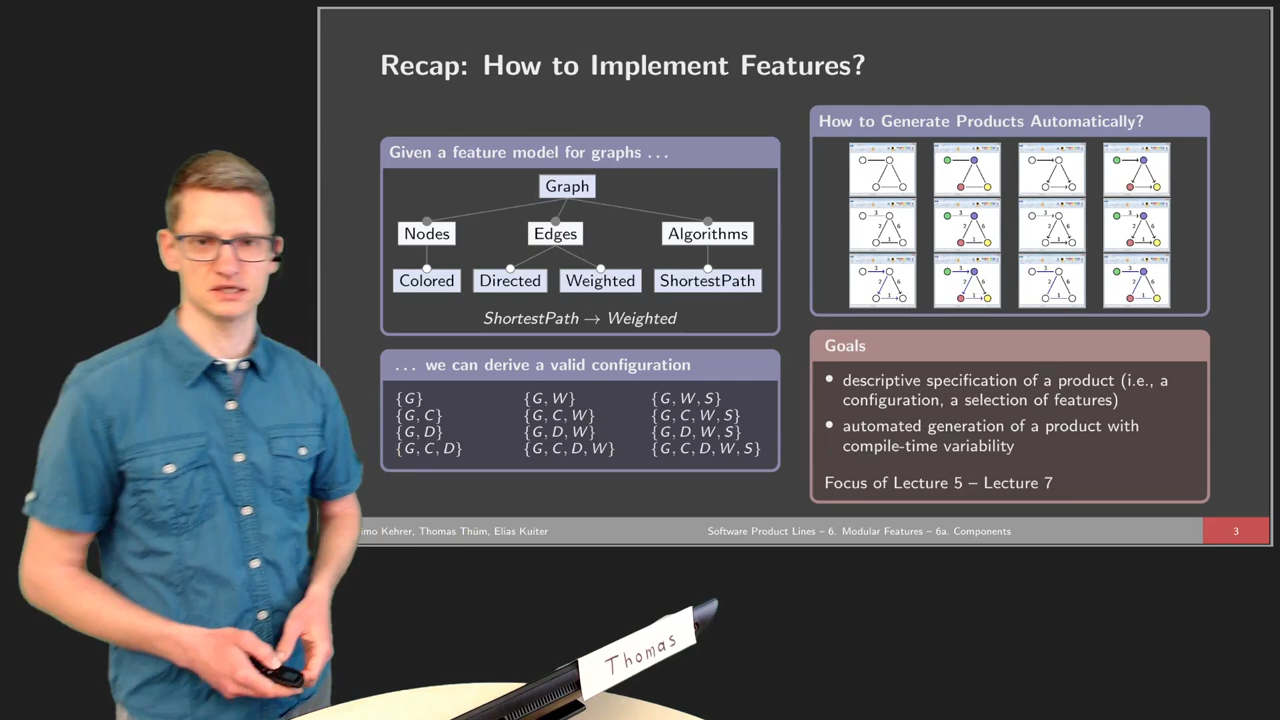 Recap: How to Implement Features?
Given a feature model for graphs . . .
Graph
Nodes
Edges
Algorithms
Colored
Directed
Weighted
ShortestPath
ShortestPath → Weighted
. . . we can derive a valid configuration
{G} {G, W} {G, W, S}
{G, C} {G, C, W} {G, C, W, S}
{G, D} {G, D, W} {G, D, W, S}
{G, C, D} {G, C, D, W} {G, C, D, W, S}
How to Generate Products Automatically?
Goals
• descriptive specification of a product (i.e., a
configuration, a selection of features)
• automated generation of a product with
compile-time variability
Focus of Lecture 5 – Lecture 7
Kehrer, Thomas Thüm, Elias Kuiter
Software Product Lines – 6. Modular Features – 6a. Components
3
Thomas